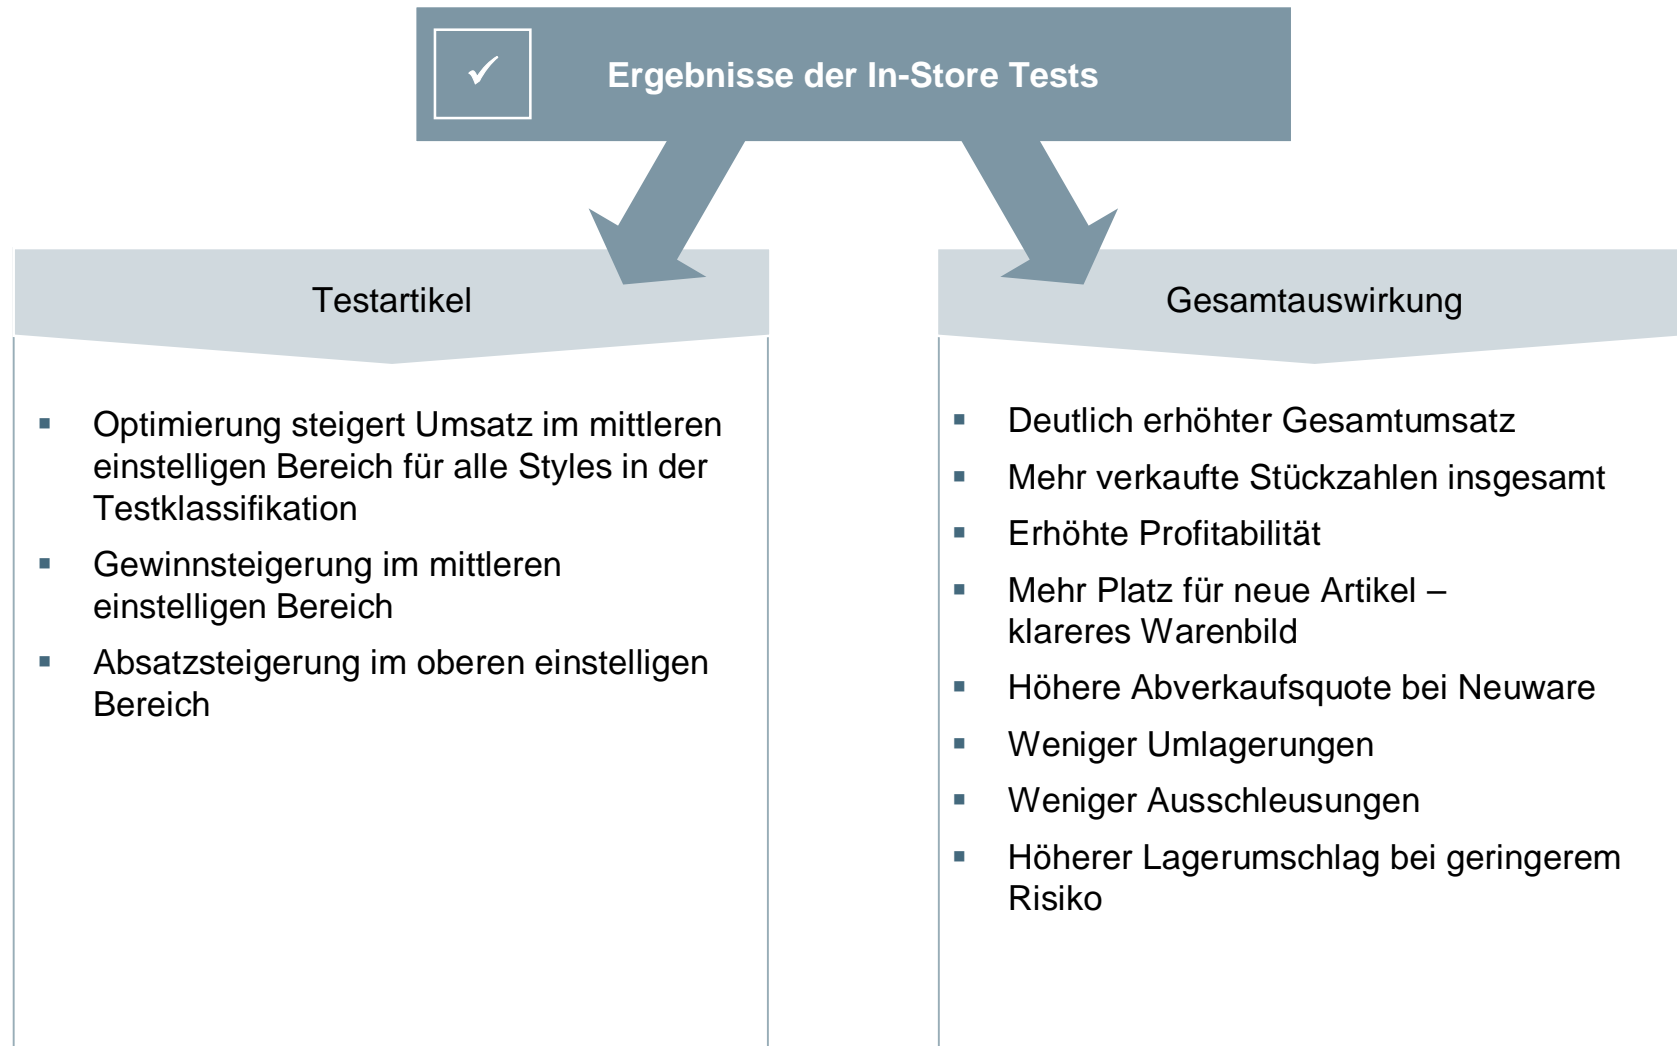 Ergebnisse der In-Store Tests
Testartikel
Optimierung steigert Umsatz im mittleren
einstelligen Bereich für alle Styles in der
Testklassifikation
Gewinnsteigerung im mittleren
einstelligen Bereich
Absatzsteigerung im oberen einstelligen
Bereich
Gesamtauswirkung
Deutlich erhöhter Gesamtumsatz
Mehr verkaufte Stückzahlen insgesamt
Erhöhte Profitabilität
Mehr Platz für neue Artikel –
klareres Warenbild
Höhere Abverkaufsquote bei Neuware
Weniger Umlagerungen
Weniger Ausschleusungen
Höherer Lagerumschlag bei geringerem
Risiko